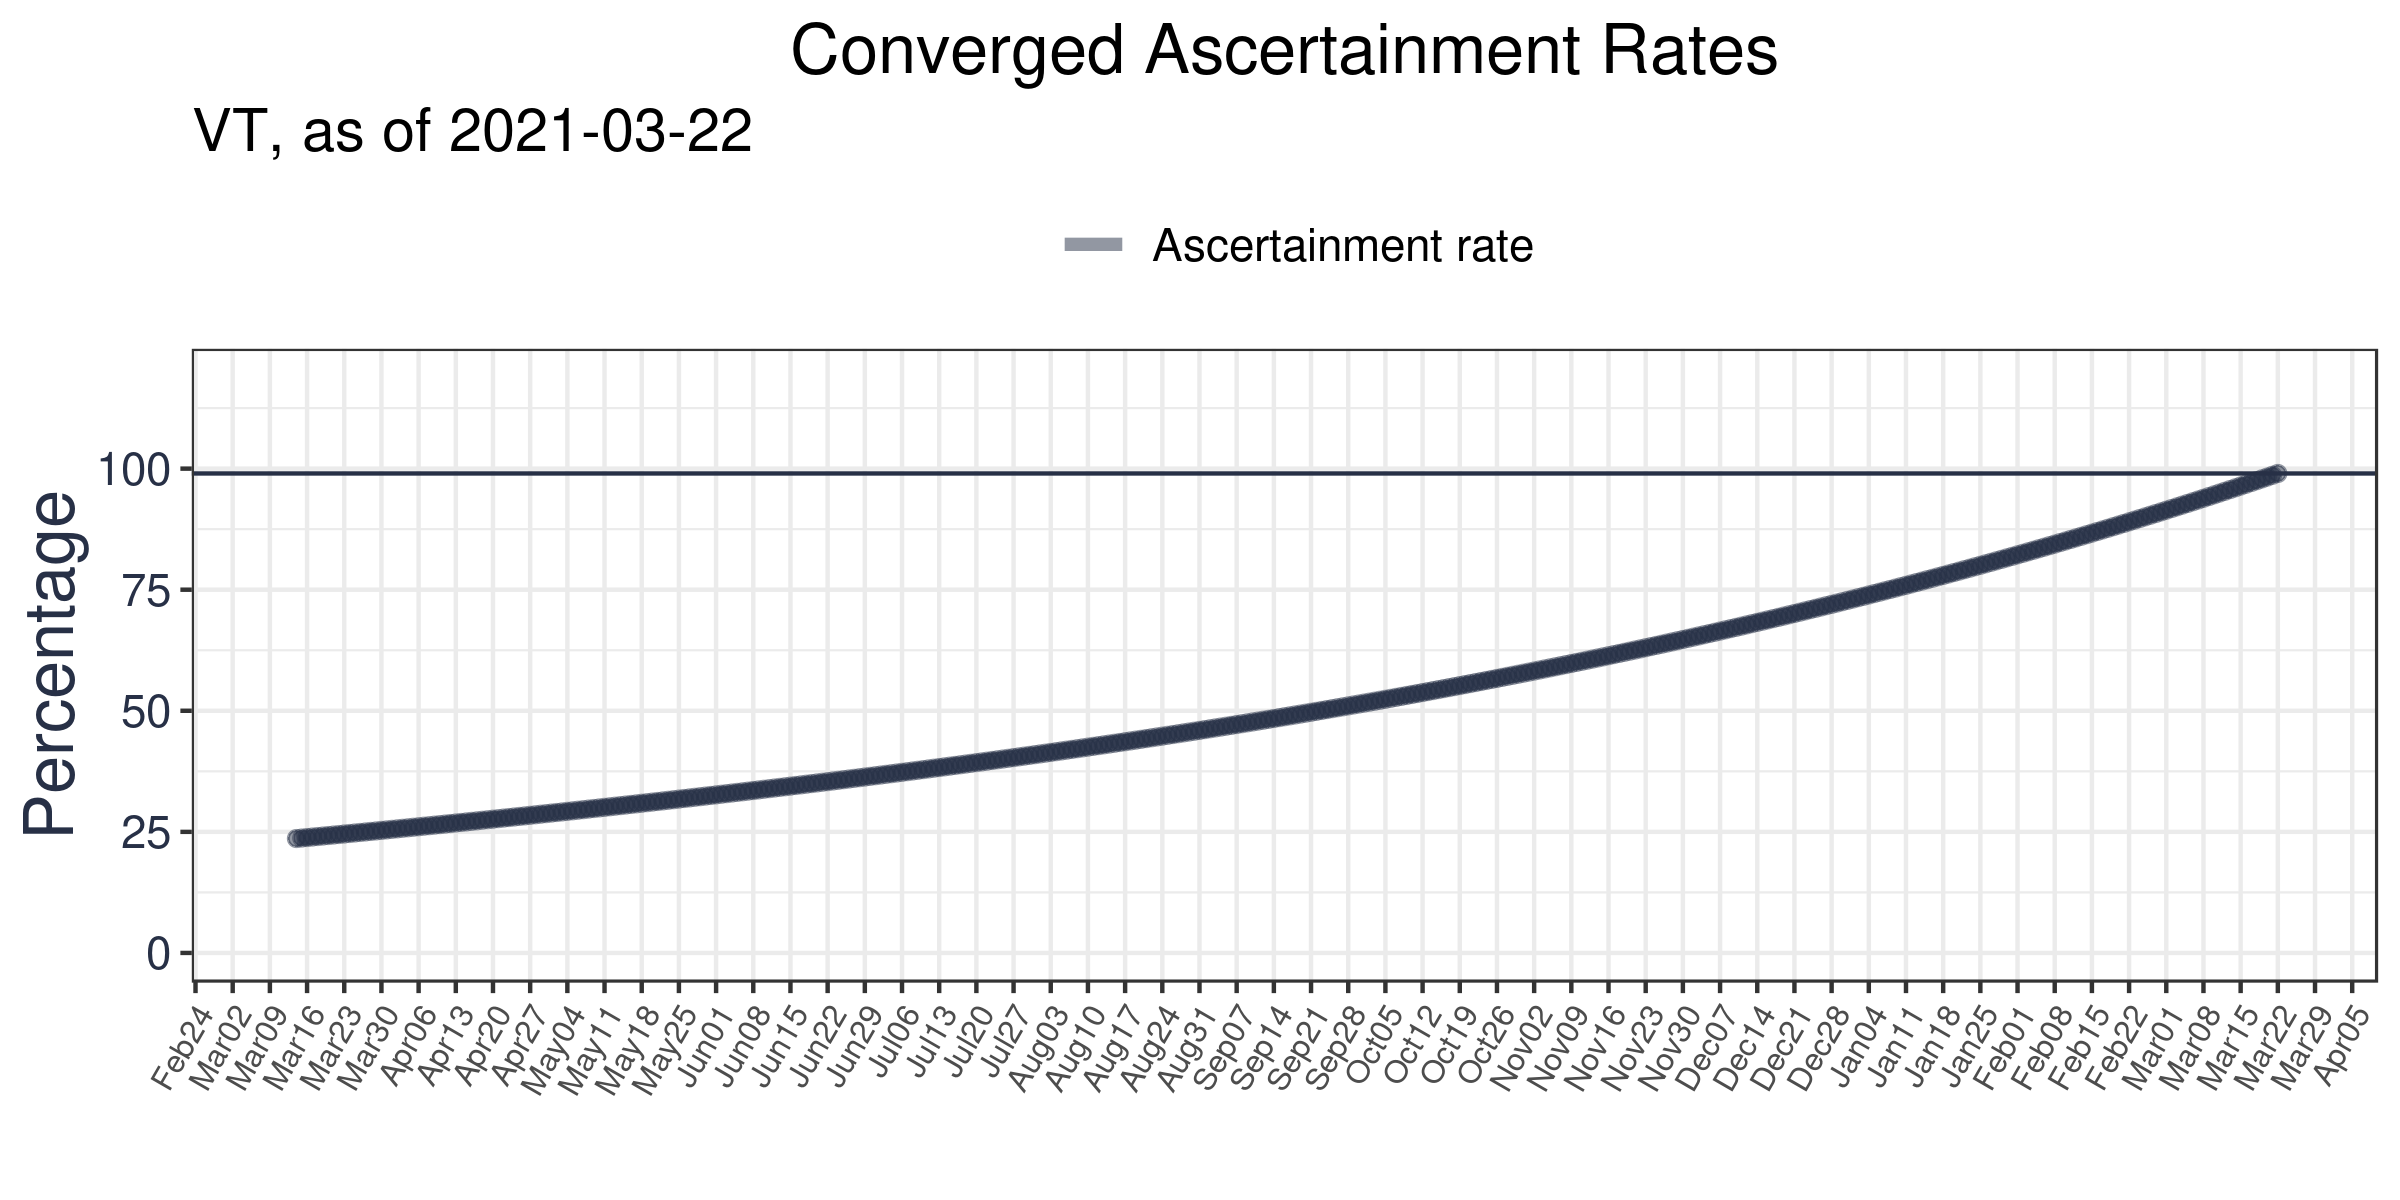 Converged Ascertainment Rates
VT, as of 2021-03-22
Ascertainment rate
Percentage
100
75
50
25
0
Feb24
Mar02
Mar09
Mar16
Mar23
Mar30
Apr06
Apr13
Apr20
Apr27
May04
May11
May18
May25
Jun01
Jun08
Jun15
Jun22
Jun29
Jul06
Jul13
Jul20
Jul27
Aug03
Aug10
Aug17
Aug24
Aug31
Sep07
Sep14
Sep21
Sep28
Oct05
Oct12
Oct19
Oct26
Nov02
Nov09
Nov16
Nov23
Nov30
Dec07
Dec14
Dec21
Dec28
Jan04
Jan11
Jan18
Jan25
Feb01
Feb08
Feb15
Feb22
Mar01
Mar08
Mar15
Mar22
Mar29
Apr05